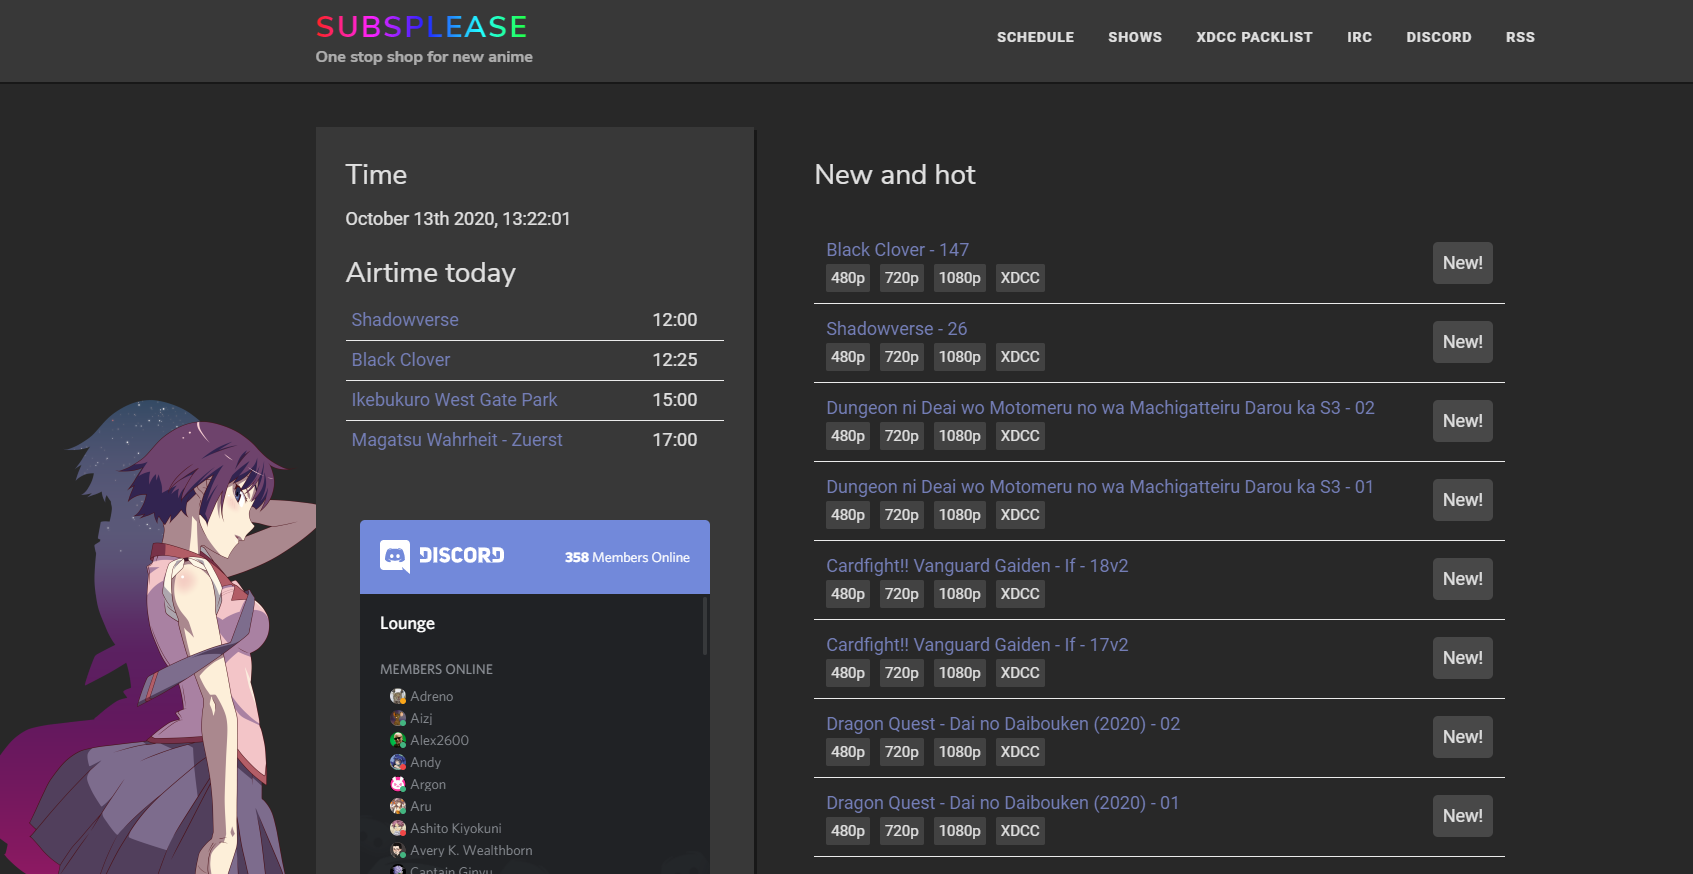 SUBSPLEASE
One stop shop for new anime
SCHEDULE SHOWS XDCC PACKLIST IRC DISCORD RSS
Time
October 13th 2020, 13:22:01
Airtime today
Shadowverse 12:00
Black Clover 12:25
Ikebukuro West Gate Park 15:00
Magatsu Wahrheit - Zuerst 17:00
DISCORD 358 Members Online
Lounge
MEMBERS ONLINE
Adreno
Aizj
Alex2600
Andy
Argon
Aru
Ashito Kiyokuni
Avery K. Wealthborn
Captain Ginyu
New and hot
Black Clover - 147
New!
480p 720p 1080p XDCC
Shadowverse - 26
New!
480p 720p 1080p XDCC
Dungeon ni Deai wo Motomeru no wa Machigatteiru Darou ka S3 - 02
New!
480p 720p 1080p XDCC
Dungeon ni Deai wo Motomeru no wa Machigatteiru Darou ka S3 - 01
New!
480p 720p 1080p XDCC
Cardfight!! Vanguard Gaiden - If - 18v2
New!
480p 720p 1080p XDCC
Cardfight!! Vanguard Gaiden - If - 17v2
New!
480p 720p 1080p XDCC
Dragon Quest - Dai no Daibouken (2020) - 02
New!
480p 720p 1080p XDCC
Dragon Quest - Dai no Daibouken (2020) - 01
New!
480p 720p 1080p XDCC